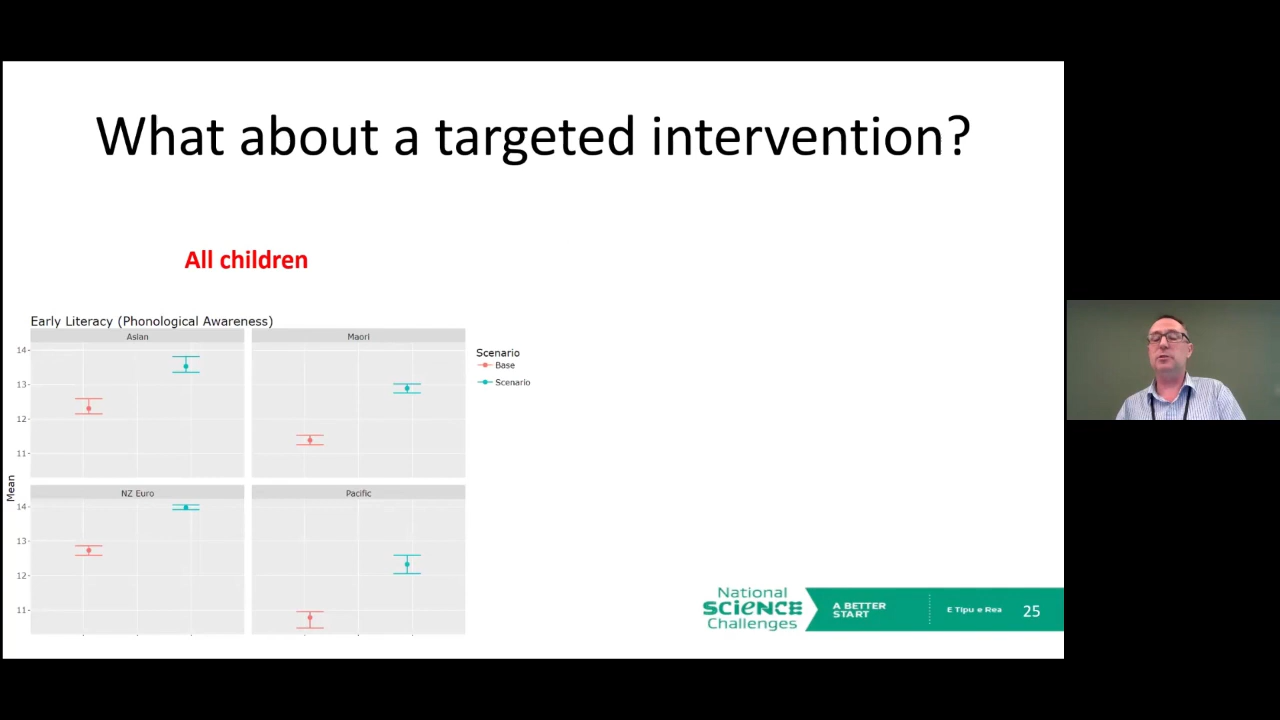 What about a targeted intervention?
All children
Early Literacy (Phonological Awareness)
Asian
Maori
14
13
12
11
Scenario
Base
Scenario
Mean
NZ Euro
Pacific
14
13
12
11
National
SCiENCE
Challenges
A BETTER
START
E Tipu e Rea
25